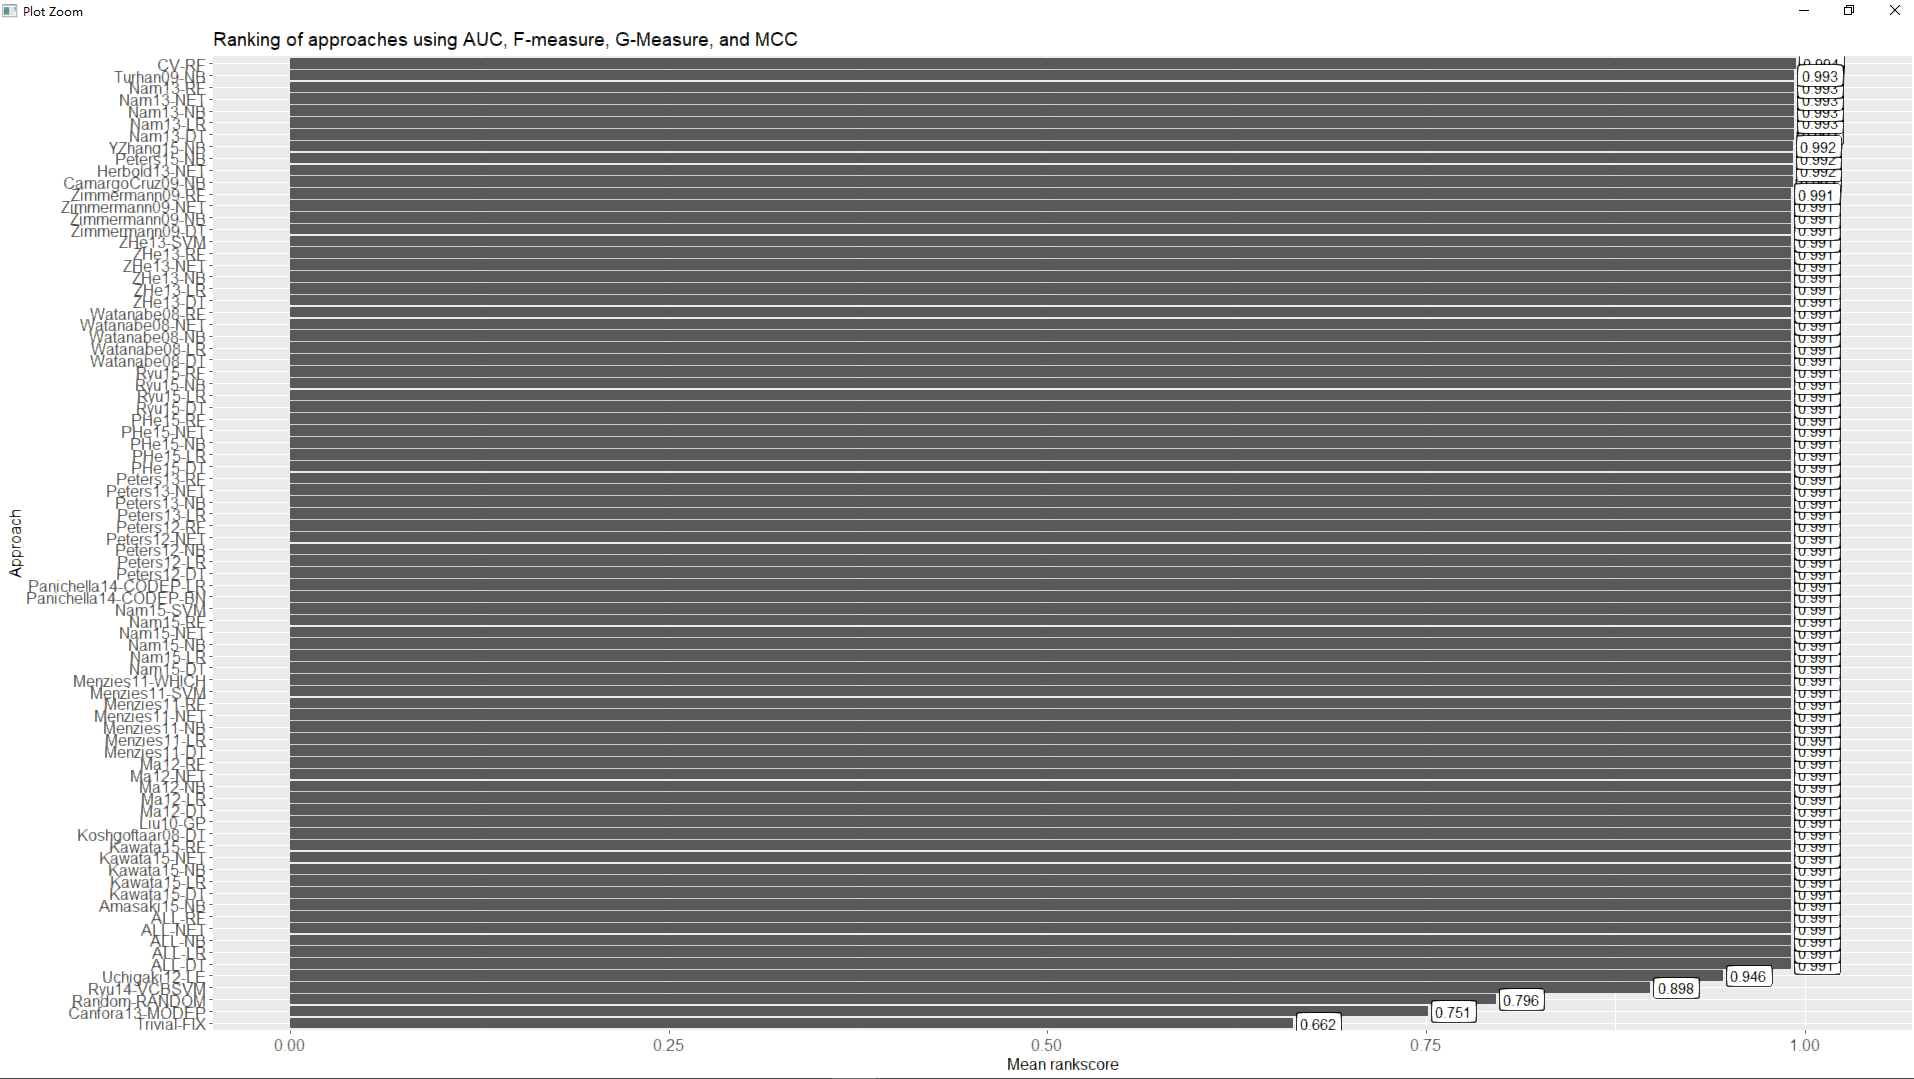 Plot Zoom
Ranking of approaches using AUC, F-measure, G-Measure, and MCC
CV-RF 0.994
Turhan09-NB 0.993
Nam13-RF 0.993
Nam13-NET 0.993
Nam13-NB 0.993
Nam13-LR 0.993
Nam13-DT
YZhang15-NB 0.992
Peters15-NB 0.992
Herbold13-NET 0.992
CamargoCruz09-NB
Zimmermann09-RF 0.991
Zimmermann09-NET 0.991
Zimmermann09-NB 0.991
Zimmermann09-DT 0.991
ZHe13-SVM 0.991
ZHe13-RF 0.991
ZHe13-NET 0.991
ZHe13-NB 0.991
ZHe13-LR 0.991
ZHe13-DT 0.991
Watanabe08-RF 0.991
Watanabe08-NET 0.991
Watanabe08-NB 0.991
Watanabe08-LR 0.991
Watanabe08-DT 0.991
Ryu15-RF 0.991
Ryu15-NB 0.991
Ryu15-LR 0.991
Ryu15-DT 0.991
PHe15-RF 0.991
PHe15-NET 0.991
PHe15-NB 0.991
PHe15-LR 0.991
PHe15-DT 0.991
Peters13-RF 0.991
Peters13-NET 0.991
Peters13-NB 0.991
Peters13-LR 0.991
Peters12-RF 0.991
Peters12-NET 0.991
Peters12-NB 0.991
Peters12-LR 0.991
Peters12-DT 0.991
Panichella14-CODEP-LR 0.991
Panichella14-CODEP-BN 0.991
Nam15-SVM 0.991
Nam15-RF 0.991
Nam15-NET 0.991
Nam15-NB 0.991
Nam15-LR 0.991
Nam15-DT 0.991
Menzies11-WHICH 0.991
Menzies11-SVM 0.991
Menzies11-RF 0.991
Menzies11-NET 0.991
Menzies11-NB 0.991
Menzies11-LR 0.991
Menzies11-DT 0.991
Ma12-RF 0.991
Ma12-NET 0.991
Ma12-NB 0.991
Ma12-LR 0.991
Ma12-DT 0.991
Liu10-GP 0.991
Koshgoftaar08-DT 0.991
Kawata15-RF 0.991
Kawata15-NET 0.991
Kawata15-NB 0.991
Kawata15-LR 0.991
Kawata15-DT 0.991
Amasaki15-NB 0.991
ALL-RF 0.991
ALL-NET 0.991
ALL-NB 0.991
ALL-LR 0.991
ALL-DT 0.991
Uchigaki12-LE 0.946
Ryu14-VCBSVM 0.898
Random-RANDOM 0.796
Canfora13-MODEP 0.751
Trivial-FIX 0.662
Approach
0.00 0.25 0.50 0.75 1.00
Mean rankscore